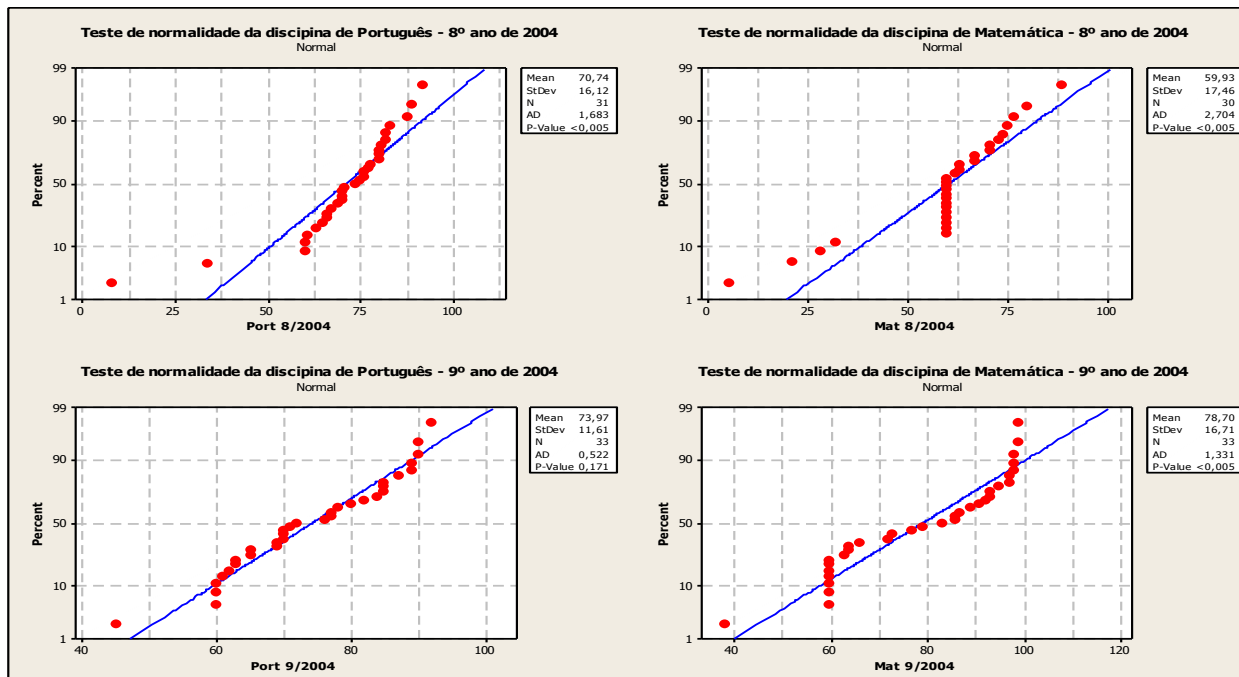 Teste de normalidade da discipina de Português - 8º ano de 2004
Normal
99
90
50
10
1
Percent
0 25 50 75 100
Port 8/2004
Mean 70,74
StDev 16,12
N 31
AD 1,683
P-Value <0,005
Teste de normalidade da discipina de Matemática - 8º ano de 2004
Normal
99
90
50
10
1
Percent
0 25 50 75 100
Mat 8/2004
Mean 59,93
StDev 17,46
N 30
AD 2,704
P-Value <0,005
Teste de normalidade da discipina de Português - 9º ano de 2004
Normal
99
90
50
10
1
Percent
40 60 80 100
Port 9/2004
Mean 73,97
StDev 11,61
N 33
AD 0,522
P-Value 0,171
Teste de normalidade da discipina de Matemática - 9º ano de 2004
Normal
99
90
50
10
1
Percent
40 60 80 100 120
Mat 9/2004
Mean 78,70
StDev 16,71
N 33
AD 1,331
P-Value <0,005